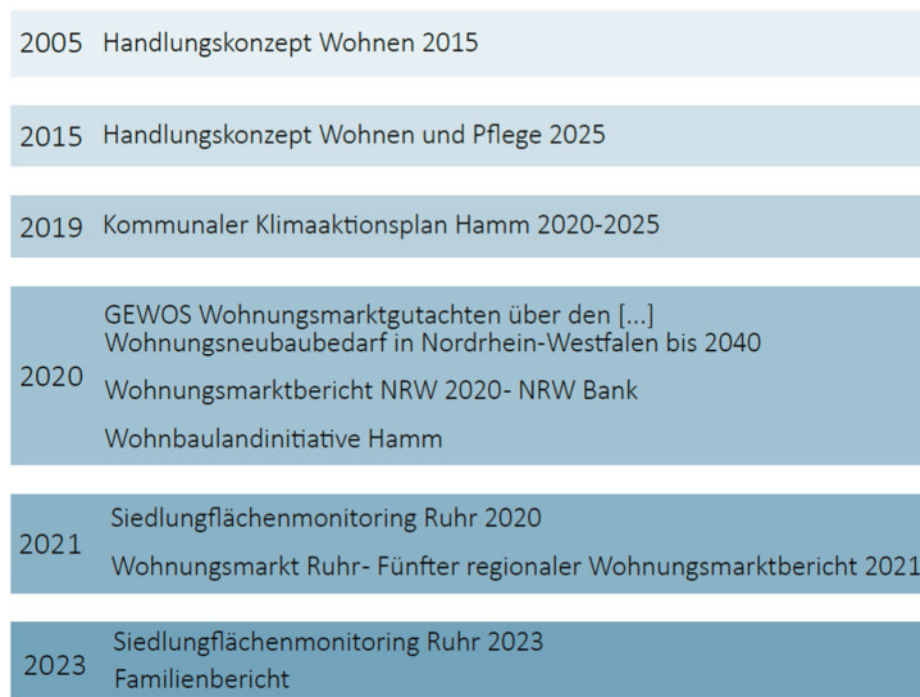 2005 Handlungskonzept Wohnen 2015
2015 Handlungskonzept Wohnen und Pflege 2025
2019 Kommunaler Klimaaktionsplan Hamm 2020-2025
2020
GEWOS Wohnungsmarktgutachten über den [...]
Wohnungsneubaubedarf in Nordrhein-Westfalen bis 2040
Wohnungsmarktbericht NRW 2020- NRW Bank
Wohnbaulandinitiative Hamm
2021
Siedlungflächenmonitoring Ruhr 2020
Wohnungsmarkt Ruhr- Fünfter regionaler Wohnungsmarktbericht 2021
2023
Siedlungflächenmonitoring Ruhr 2023
Familienbericht